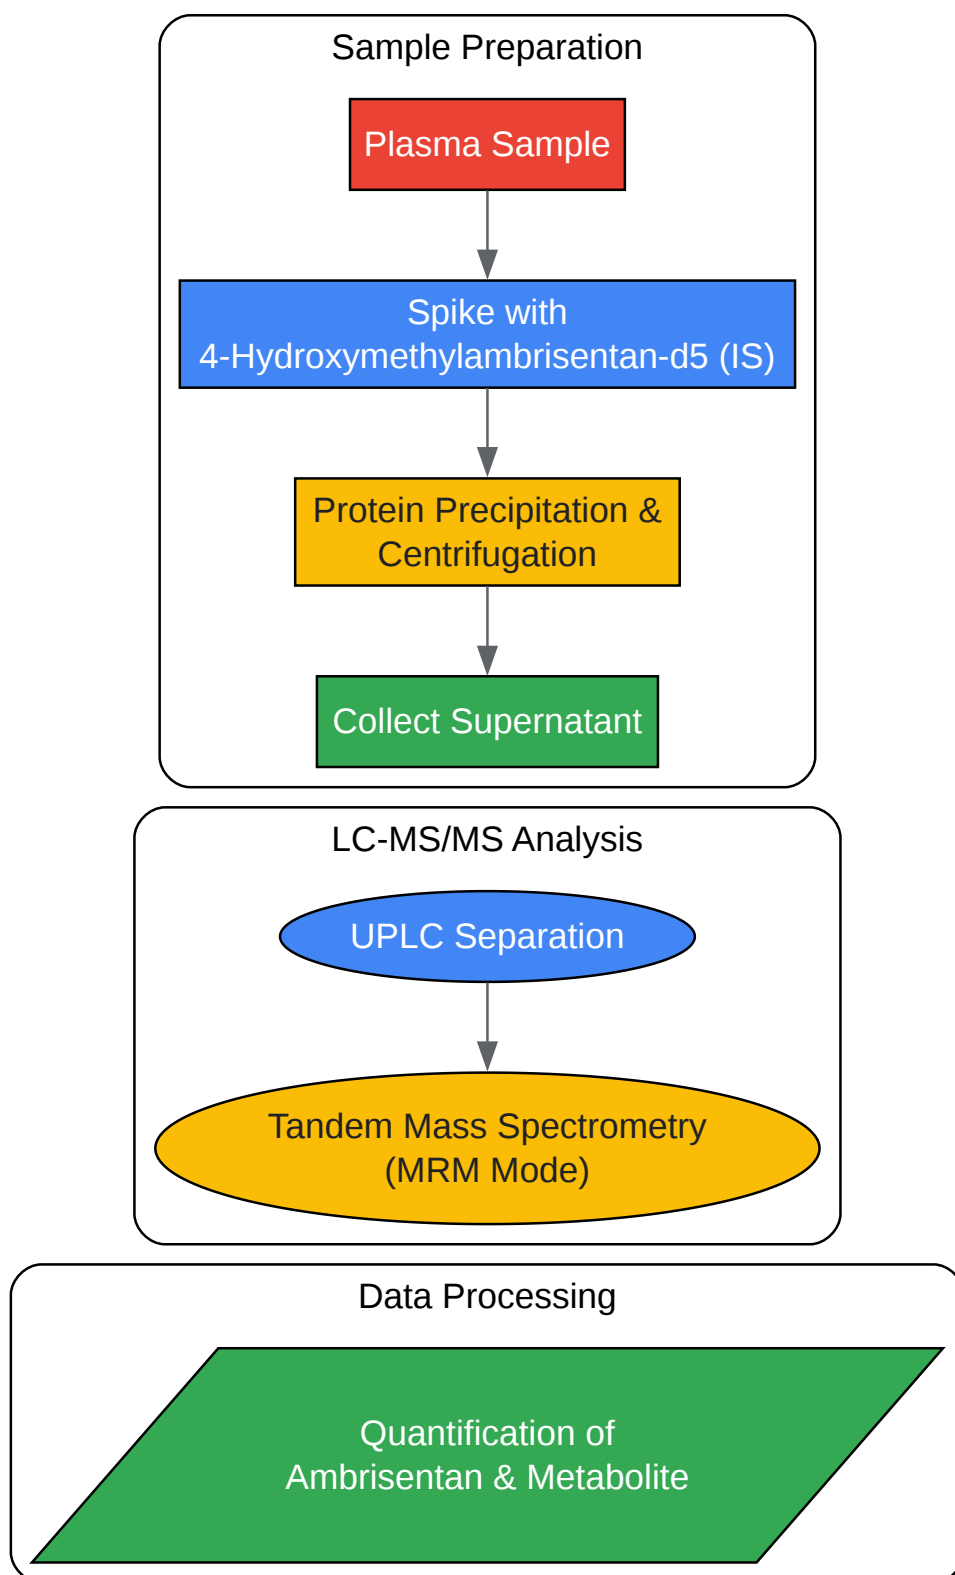 Sample Preparation
Plasma Sample
Spike with
4-Hydroxymethylambrisentan-d5 (IS)
Protein Precipitation &
Centrifugation
Collect Supernatant
LC-MS/MS Analysis
UPLC Separation
Tandem Mass Spectrometry
(MRM Mode)
Data Processing
Quantification of
Ambrisentan & Metabolite